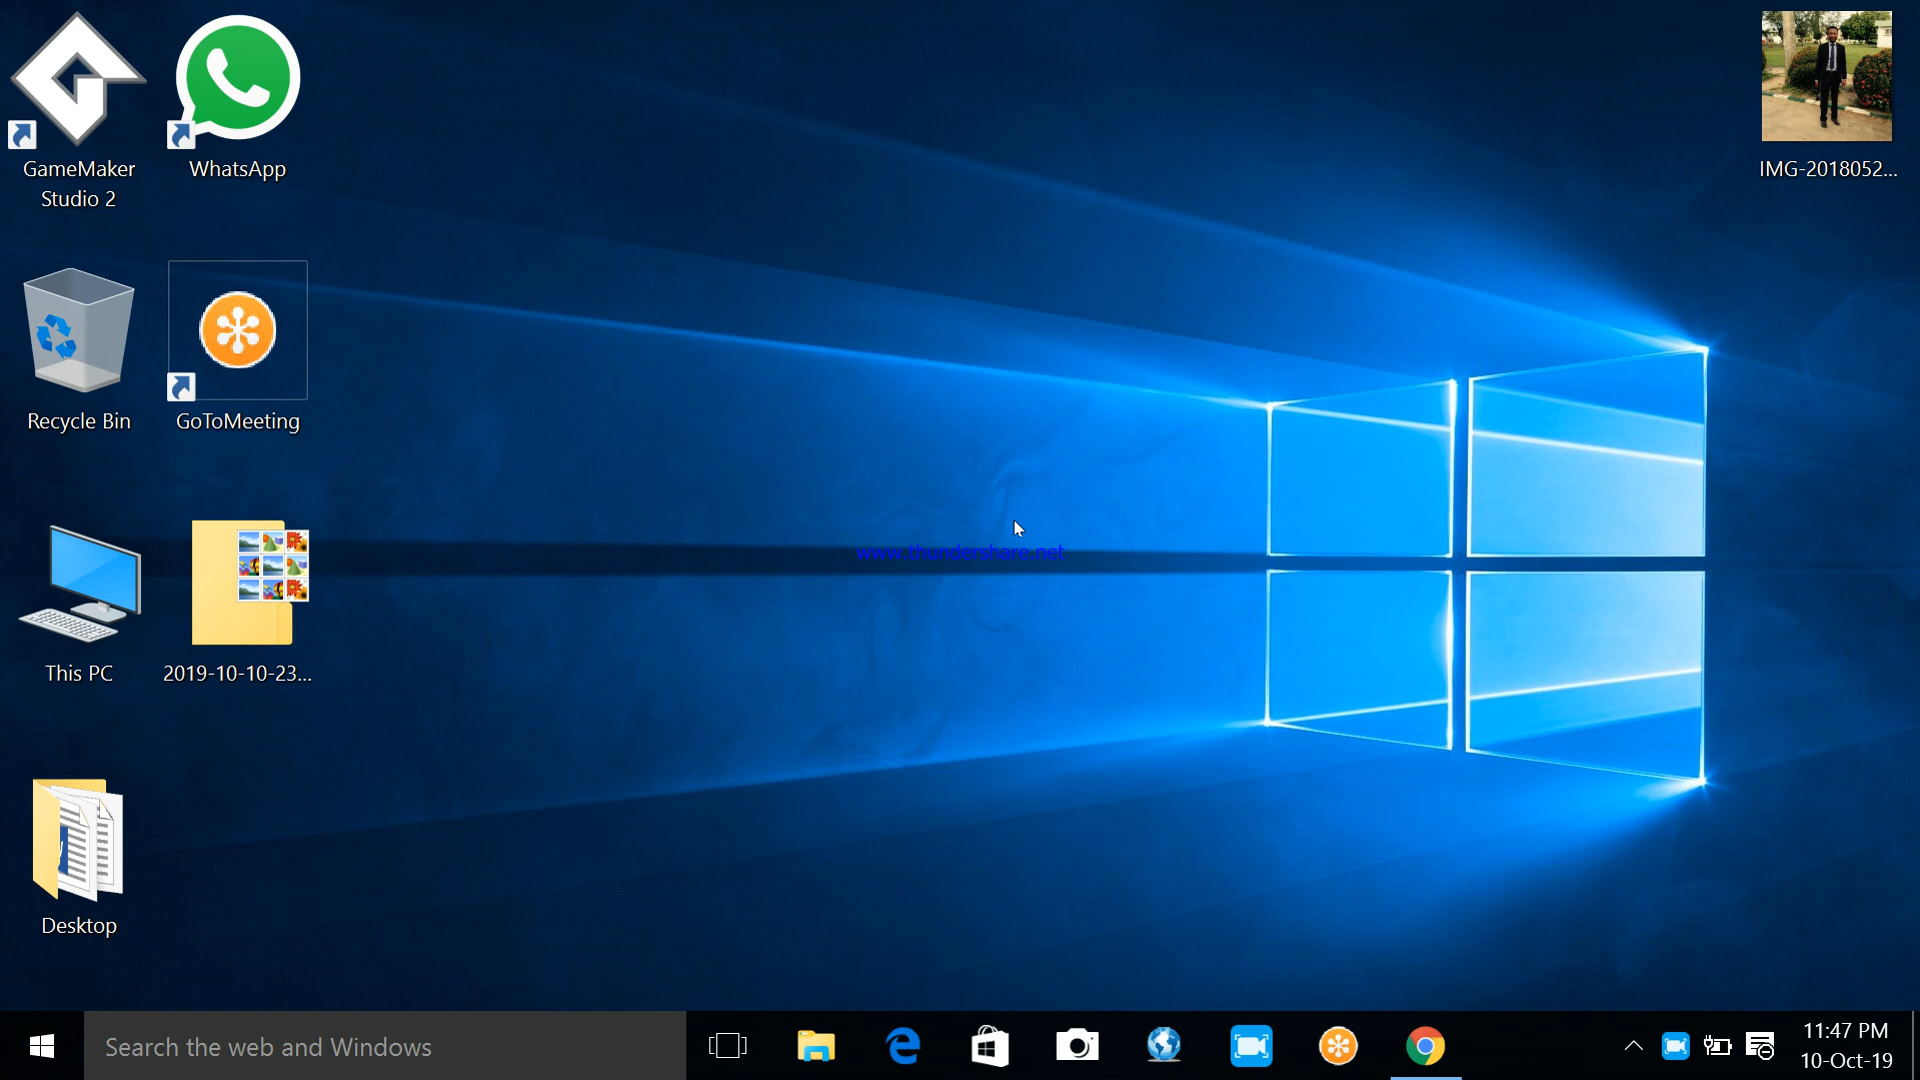 GameMaker
Studio 2
WhatsApp
IMG-2018052...
Recycle Bin
GoToMeeting
www.thundershare.net
This PC
2019-10-10-23...
Desktop
Search the web and Windows
11:47 PM
10-Oct-19